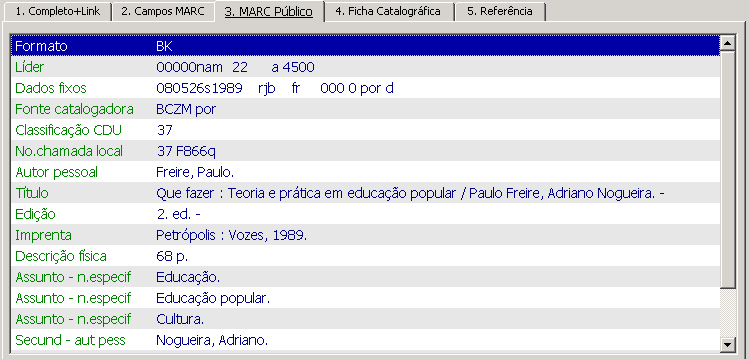 1. Completo+Link 2. Campos MARC 3. MARC Público 4. Ficha Catalográfica 5. Referência
Formato BK
Líder 00000nam 22 a 4500
Dados fixos 080526s1989 rjb fr 000 0 por d
Fonte catalogadora BCZM por
Classificação CDU 37
No.chamada local 37 F866q
Autor pessoal Freire, Paulo.
Título Que fazer : Teoria e prática em educação popular / Paulo Freire, Adriano Nogueira. -
Edição 2. ed. -
Imprenta Petrópolis : Vozes, 1989.
Descrição física 68 p.
Assunto - n.especif Educação.
Assunto - n.especif Educação popular.
Assunto - n.especif Cultura.
Secund - aut pess Nogueira, Adriano.